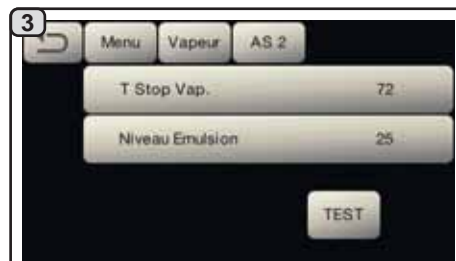 3
Menu Vapeur AS 2
T Stop Vap. 72
Niveau Emulsion 25
TEST